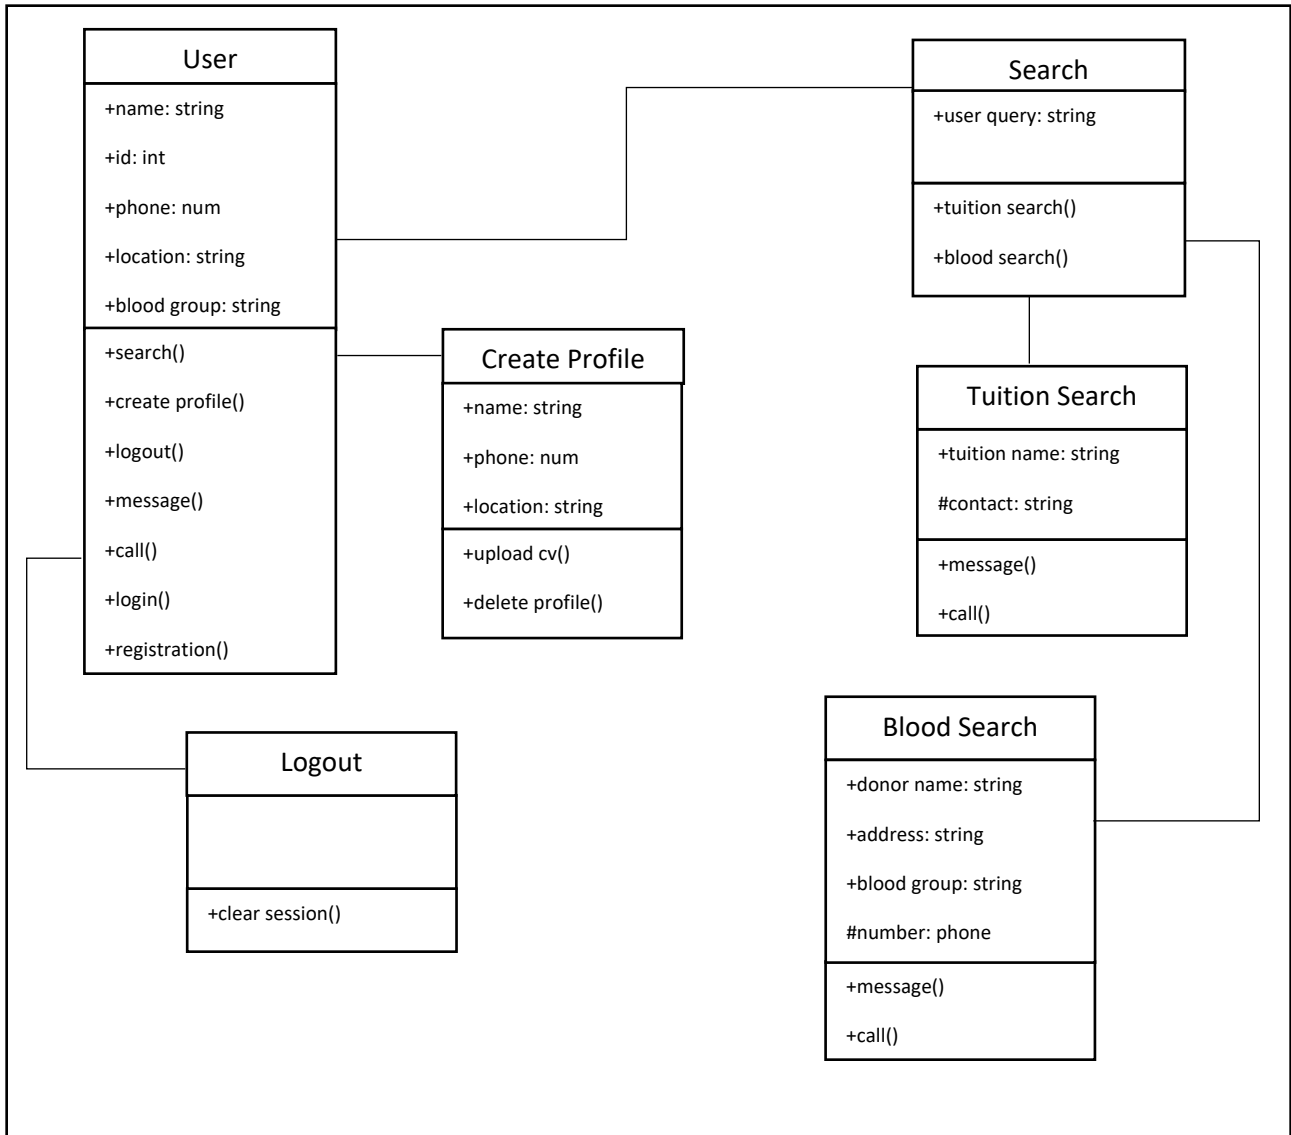 User
+name: string
+id: int
+phone: num
+location: string
+blood group: string
+search()
+create profile()
+logout()
+message()
+call()
+login()
+registration()
Create Profile
+name: string
+phone: num
+location: string
+upload cv()
+delete profile()
Logout
+clear session()
Search
+user query: string
+tuition search()
+blood search()
Tuition Search
+tuition name: string
#contact: string
+message()
+call()
Blood Search
+donor name: string
+address: string
+blood group: string
#number: phone
+message()
+call()